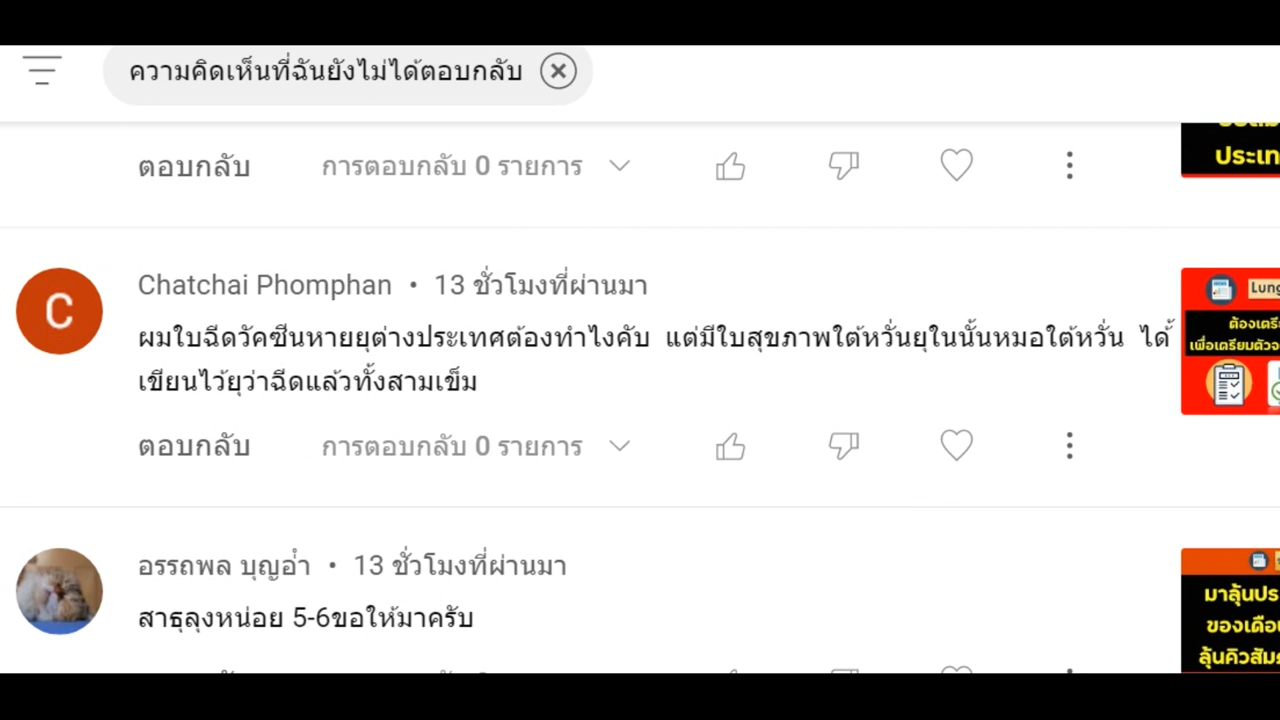 ความคิดเห็นที่ฉันยังไม่ได้ตอบกลับ
ตอบกลับ การตอบกลับ 0 รายการ
ประเท
Chatchai Phomphan • 13 ชั่วโมงที่ผ่านมา
ผมใบฉีดวัคซีนหายยุต่างประเทศต้องทำไงคับ แต่มีใบสุขภาพใต้หวั่นยุในนั้นหมอใต้หวั่น ได้
เขียนไว้ยุว่าฉีดแล้วทั้งสามเข็ม
C
Lung
ต้องเตรี
เพื่อเตรียมตัวจ
ตอบกลับ การตอบกลับ 0 รายการ
อรรถพล บุญอ่ำ • 13 ชั่วโมงที่ผ่านมา
สาธุลุงหน่อย 5-6ขอให้มาครับ
มาลุ้นปร
ของเดือ
ลุ้นคิวสัม